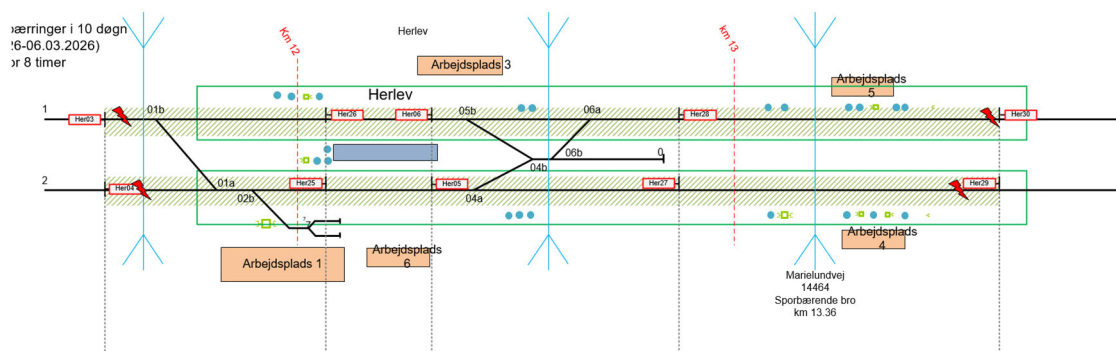 ærringer i 10 døgn
26-06.03.2026)
or 8 timer
Km 12
Herlev
km 13
Arbejdsplads 3
Arbejdsplads
5
Herlev
1
01b
Her03
Her26
Her06
05b
06a
Her28
Her30
06b
0
04b
2
Her04
01a
02b
Her25
Her05
04a
Her27
Her29
7
Arbejdsplads 1
Arbejdsplads
6
Arbejdsplads
4
Marielundvej
14464
Sporbærende bro
km 13.36